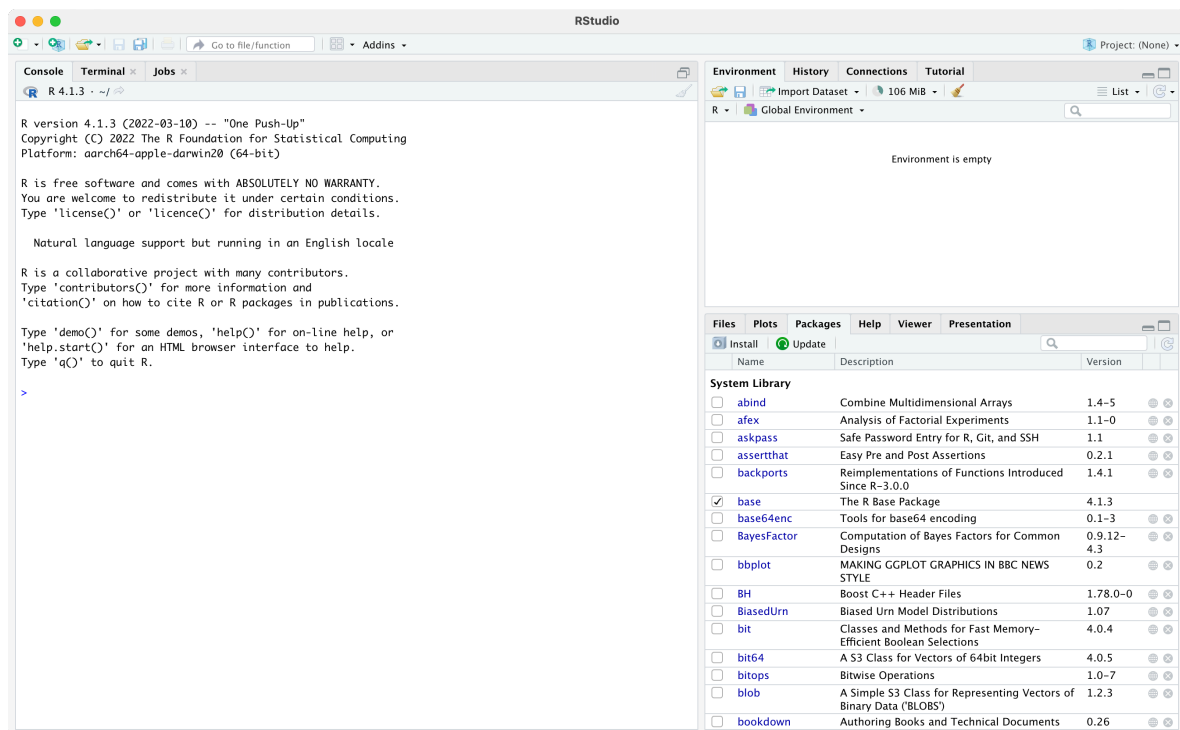 RStudio
Go to file/function
Addins
Project: (None)
Console Terminal Jobs
R 4.1.3 · ~/
R version 4.1.3 (2022-03-10) -- "One Push-Up"
Copyright (C) 2022 The R Foundation for Statistical Computing
Platform: aarch64-apple-darwin20 (64-bit)
R is free software and comes with ABSOLUTELY NO WARRANTY.
You are welcome to redistribute it under certain conditions.
Type 'license()' or 'licence()' for distribution details.
Natural language support but running in an English locale
R is a collaborative project with many contributors.
Type 'contributors()' for more information and
'citation()' on how to cite R or R packages in publications.
Type 'demo()' for some demos, 'help()' for on-line help, or
'help.start()' for an HTML browser interface to help.
Type 'q()' to quit R.
>
Environment History Connections Tutorial
Import Dataset 106 MiB List
R Global Environment
Environment is empty
Files Plots Packages Help Viewer Presentation
Install Update
Name Description Version
System Library
abind Combine Multidimensional Arrays 1.4-5
afex Analysis of Factorial Experiments 1.1-0
askpass Safe Password Entry for R, Git, and SSH 1.1
assertthat Easy Pre and Post Assertions 0.2.1
backports Reimplementations of Functions Introduced 1.4.1
Since R-3.0.0
base The R Base Package 4.1.3
base64enc Tools for base64 encoding 0.1-3
BayesFactor Computation of Bayes Factors for Common 0.9.12-
Designs 4.3
bbplot MAKING GGPLOT GRAPHICS IN BBC NEWS 0.2
STYLE
BH Boost C++ Header Files 1.78.0-0
BiasedUrn Biased Urn Model Distributions 1.07
bit Classes and Methods for Fast Memory- 4.0.4
Efficient Boolean Selections
bit64 A S3 Class for Vectors of 64bit Integers 4.0.5
bitops Bitwise Operations 1.0-7
blob A Simple S3 Class for Representing Vectors of 1.2.3
Binary Data ('BLOBS')
bookdown Authoring Books and Technical Documents 0.26